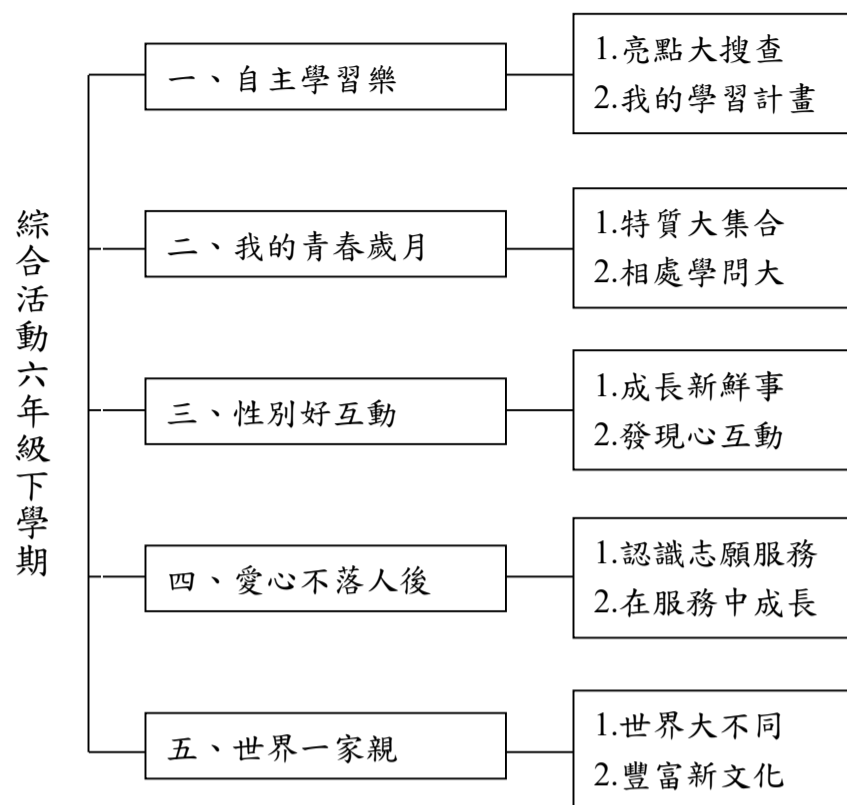 綜合活動六年級下學期
一、自主學習樂
1.亮點大搜查
2.我的學習計畫
二、我的青春歲月
1.特質大集合
2.相處學問大
三、性別好互動
1.成長新鮮事
2.發現心互動
四、愛心不落人後
1.認識志願服務
2.在服務中成長
五、世界一家親
1.世界大不同
2.豐富新文化